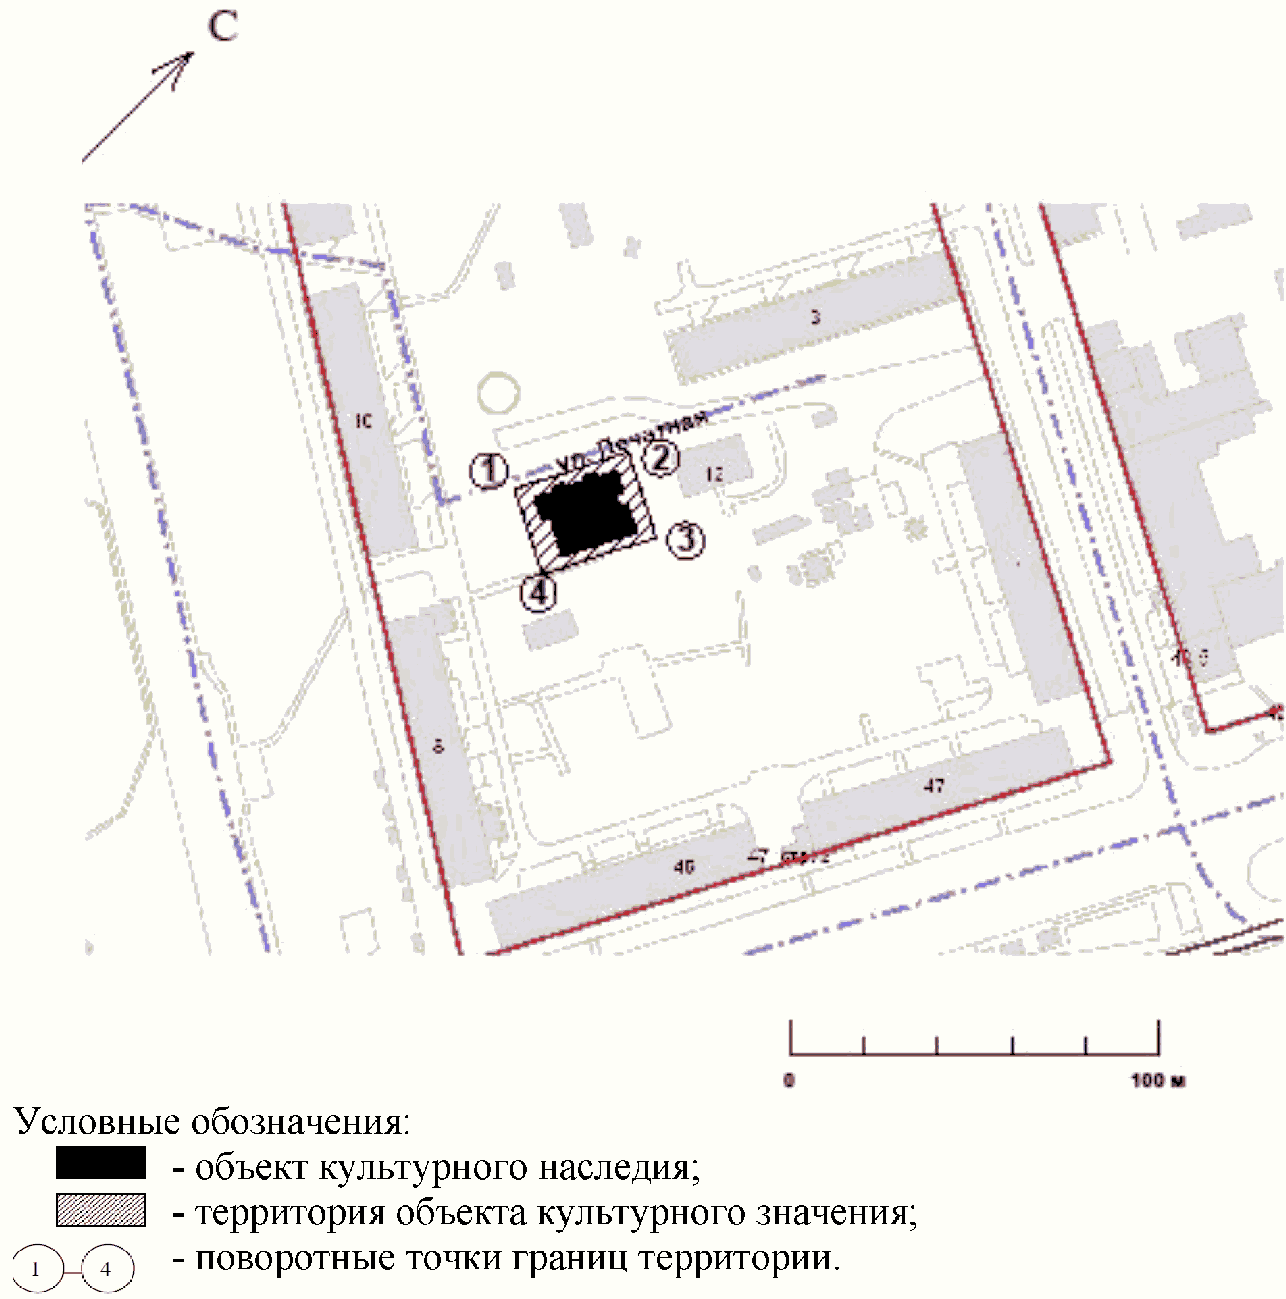 С
3
10
ул. Печатная
1
2
12
3
4
8
47
46
0
100 м
Условные обозначения:
- объект культурного наследия;
- территория объекта культурного значения;
1 4 - поворотные точки границ территории.